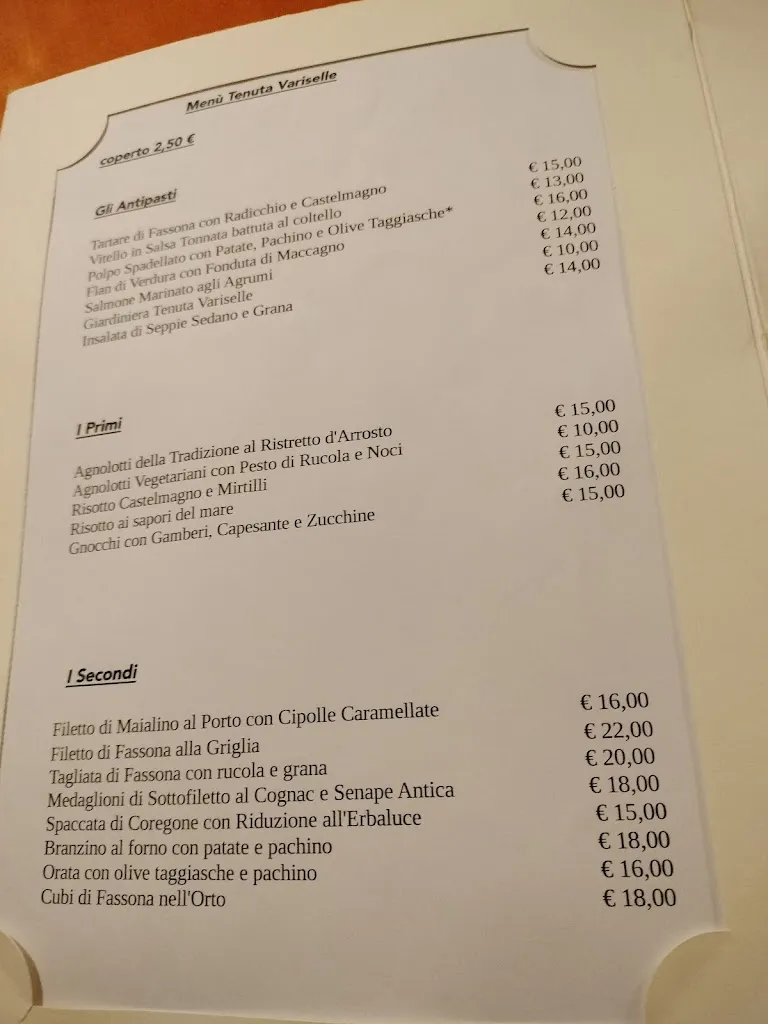 Menù Tenuta Variselle
coperto 2,50 €
Gli Antipasti
Tartare di Fassona con Radicchio e Castelmagno € 15,00
Vitello in Salsa Tonnata battuta al coltello € 13,00
Polpo Spadellato con Patate, Pachino e Olive Taggiasche* € 16,00
Flan di Verdura con Fonduta di Maccagno € 12,00
Salmone Marinato agli Agrumi € 14,00
Giardiniera Tenuta Variselle € 10,00
Insalata di Seppie Sedano e Grana € 14,00
I Primi
Agnolotti della Tradizione al Ristretto d'Arrosto € 15,00
Agnolotti Vegetariani con Pesto di Rucola e Noci € 10,00
Risotto Castelmagno e Mirtilli € 15,00
Risotto ai sapori del mare € 16,00
Gnocchi con Gamberi, Capesante e Zucchine € 15,00
I Secondi
Filetto di Maialino al Porto con Cipolle Caramellate € 16,00
Filetto di Fassona alla Griglia € 22,00
Tagliata di Fassona con rucola e grana € 20,00
Medaglioni di Sottofiletto al Cognac e Senape Antica € 18,00
Spaccata di Coregone con Riduzione all'Erbaluce € 15,00
Branzino al forno con patate e pachino € 18,00
Orata con olive taggiasche e pachino € 16,00
Cubi di Fassona nell'Orto € 18,00